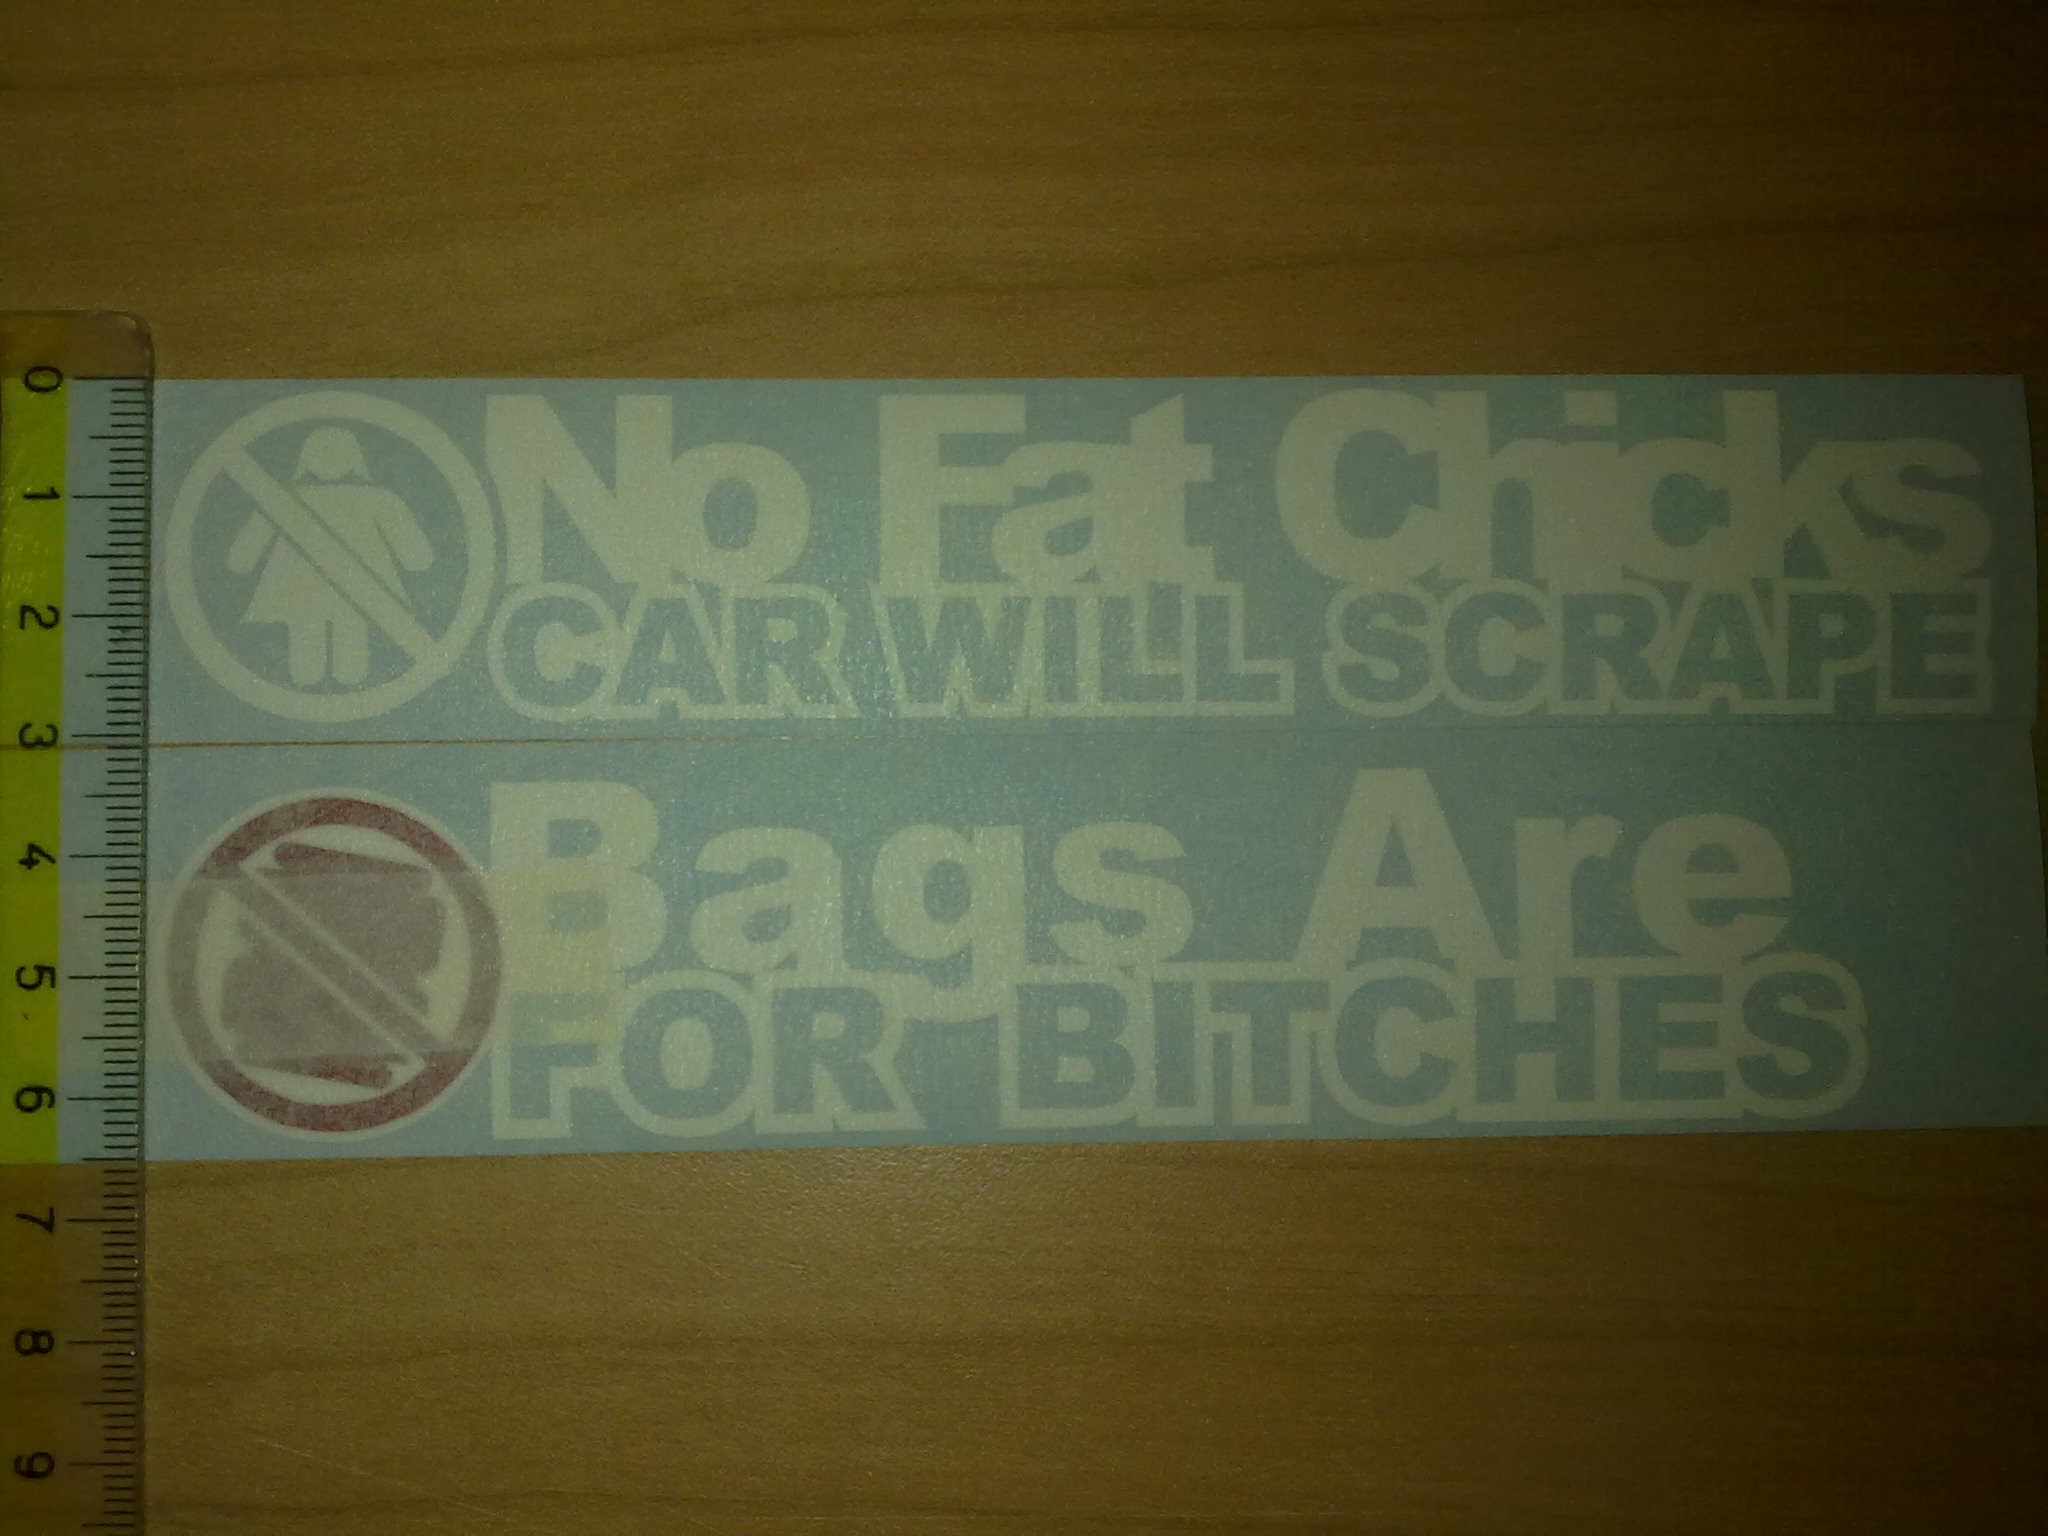 No Fat Chicks
CAR WILL SCRAPE
Bags Are
FOR BITCHES
0
1
2
3
4
5
6
7
8
9